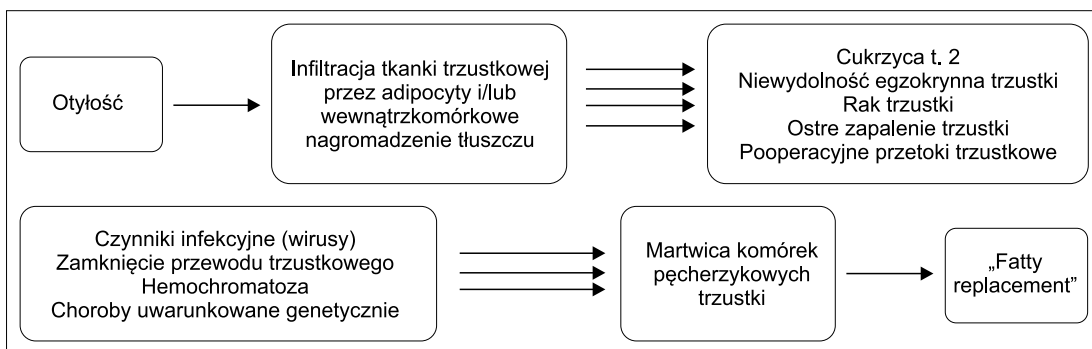 Otyłość
Infiltracja tkanki trzustkowej
przez adipocyty i/lub
wewnątrzkomórkowe
nagromadzenie tłuszczu
Cukrzyca t. 2
Niewydolność egzokrynna trzustki
Rak trzustki
Ostre zapalenie trzustki
Pooperacyjne przetoki trzustkowe
Czynniki infekcyjne (wirusy)
Zamknięcie przewodu trzustkowego
Hemochromatoza
Choroby uwarunkowane genetycznie
Martwica komórek
pęcherzykowych
trzustki
„Fatty
replacement”